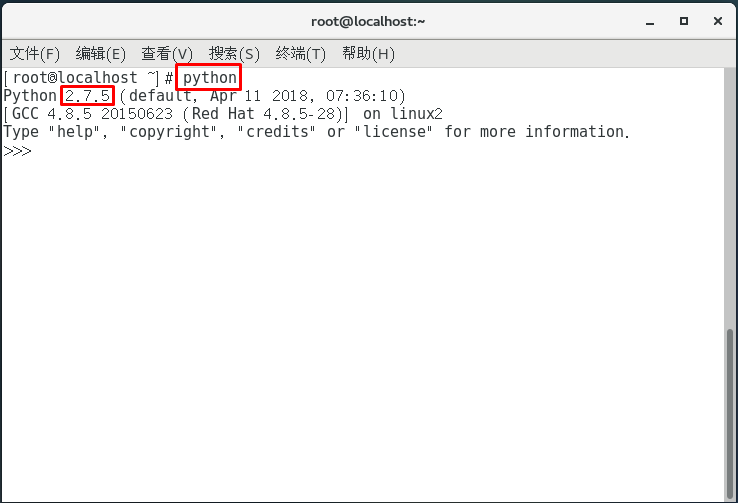 root@localhost:~
文件(F) 编辑(E) 查看(V) 搜索(S) 终端(T) 帮助(H)
[root@localhost ~]# python
Python 2.7.5 (default, Apr 11 2018, 07:36:10)
[GCC 4.8.5 20150623 (Red Hat 4.8.5-28)] on linux2
Type "help", "copyright", "credits" or "license" for more information.
>>>